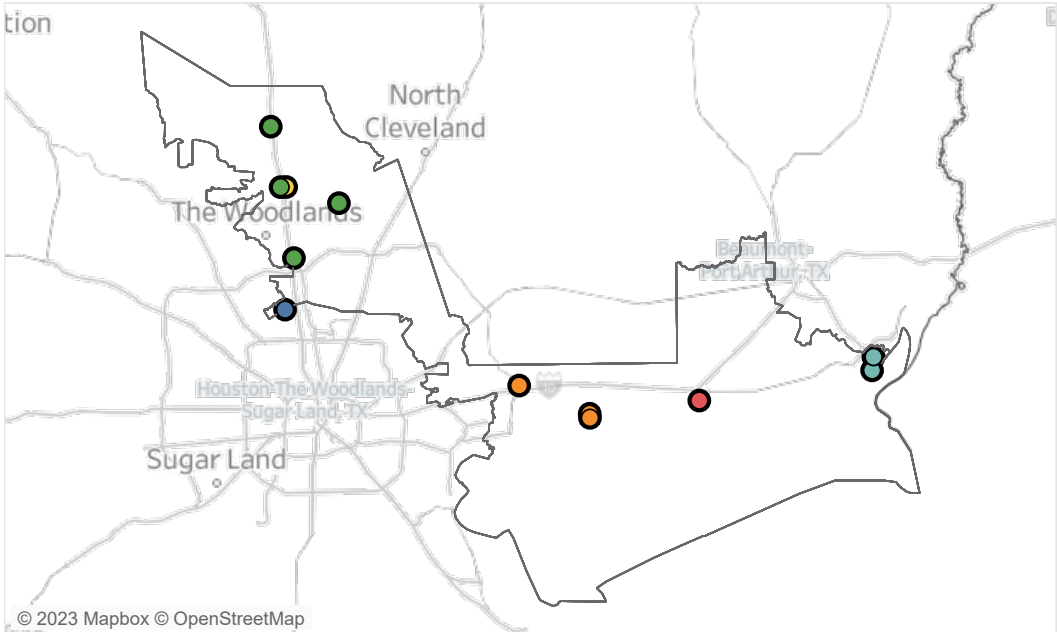 tion
North
Cleveland
The Woodlands
Beaumont-
Port Arthur, TX
Houston-The Woodlands-
Sugar Land, TX
10
Sugar Land
© 2023 Mapbox © OpenStreetMap